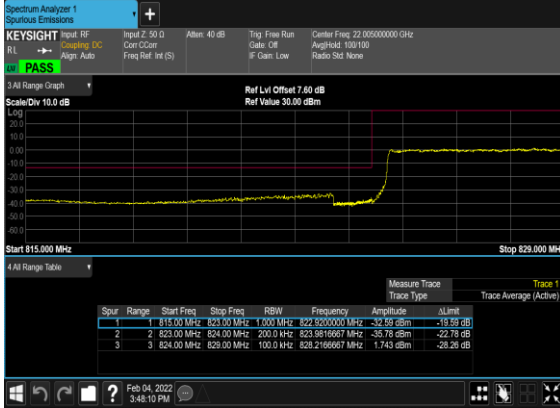 Spectrum Analyzer 1
Spurious Emissions
+
KEYSIGHT Input: RF Input Z: 50 Ω Atten: 40 dB Trig: Free Run Center Freq: 22.005000000 GHz
RL Coupling: DC Corr CCorr Gate: Off Avg|Hold: 100/100
Align: Auto Freq Ref: Int (S) IF Gain: Low Radio Std: None
PASS
3.All Range Graph
Ref Lvl Offset 7.60 dB
Scale/Div 10.0 dB Ref Value 30.00 dBm
Log
20.0
10.0
0.00
-10.0
-20.0
-30.0
-40.0
-50.0
-60.0
Start 815.000 MHz Stop 829.000 MH
4.All Range Table
Measure Trace Trace 1
Trace Type Trace Average (Active)
Spur Range Start Freq Stop Freq RBW Frequency Amplitude ΔLimit
1 1 815.00 MHz 823.00 MHz 1.000 MHz 822.9200000 MHz -32.59 dBm -19.59 dB
2 2 823.00 MHz 824.00 MHz 200.0 kHz 823.9816667 MHz -35.78 dBm -22.78 dB
3 3 824.00 MHz 829.00 MHz 100.0 kHz 828.2166667 MHz 1.743 dBm -28.26 dB
?
Feb 04, 2022
3:48:10 PM